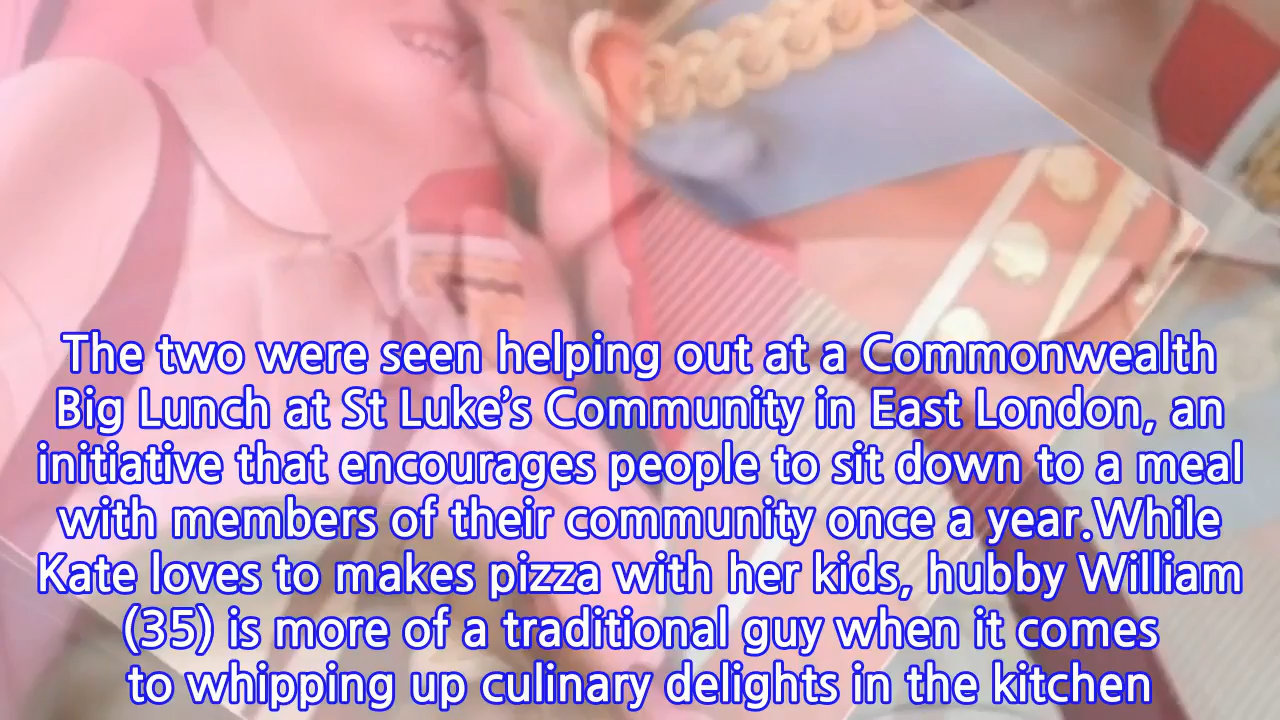 The two were seen helping out at a Commonwealth
Big Lunch at St Luke’s Community in East London, an
initiative that encourages people to sit down to a meal
with members of their community once a year.While
Kate loves to makes pizza with her kids, hubby William
(35) is more of a traditional guy when it comes
to whipping up culinary delights in the kitchen